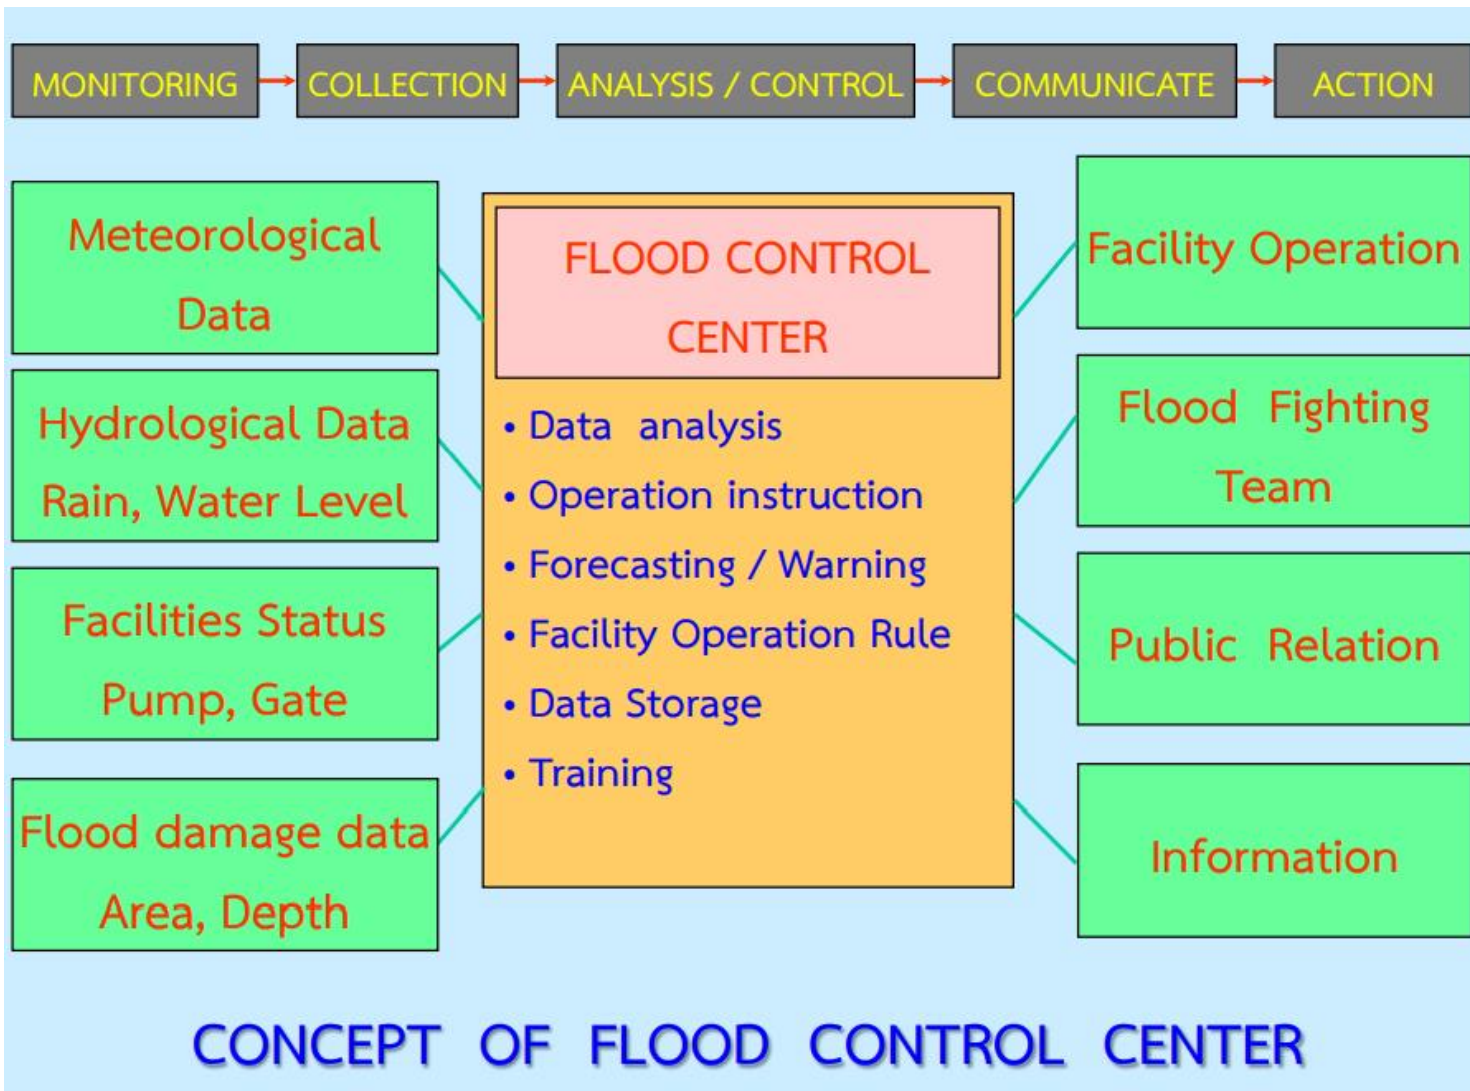 MONITORING
COLLECTION
ANALYSIS / CONTROL
COMMUNICATE
ACTION
Meteorological
Data
Hydrological Data
Rain, Water Level
Facilities Status
Pump, Gate
Flood damage data
Area, Depth
FLOOD CONTROL
CENTER
• Data analysis
• Operation instruction
• Forecasting / Warning
• Facility Operation Rule
• Data Storage
• Training
Facility Operation
Flood Fighting
Team
Public Relation
Information
CONCEPT OF FLOOD CONTROL CENTER